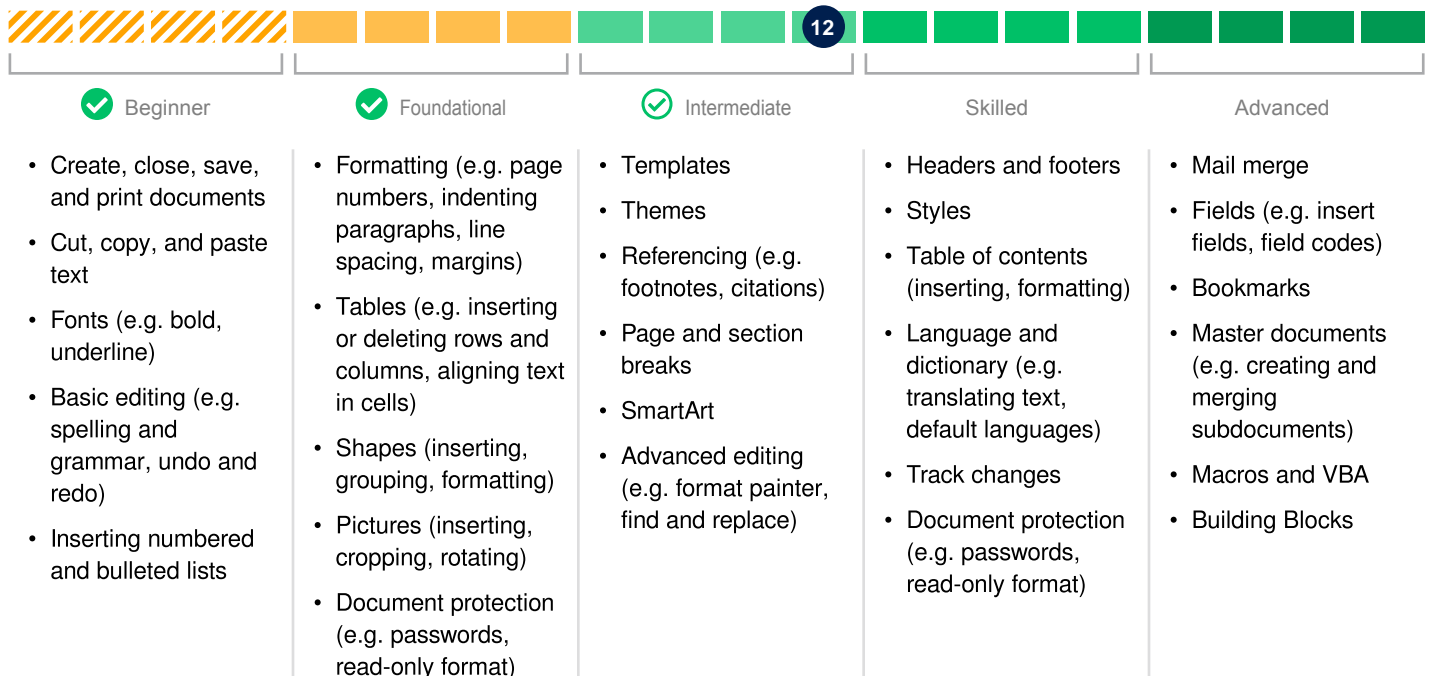 12
Beginner
Foundational
Intermediate
Skilled
Advanced
• Create, close, save,
and print documents
• Cut, copy, and paste
text
• Fonts (e.g. bold,
underline)
• Basic editing (e.g.
spelling and
grammar, undo and
redo)
• Inserting numbered
and bulleted lists
• Formatting (e.g. page
numbers, indenting
paragraphs, line
spacing, margins)
• Tables (e.g. inserting
or deleting rows and
columns, aligning text
in cells)
• Shapes (inserting,
grouping, formatting)
• Pictures (inserting,
cropping, rotating)
• Document protection
(e.g. passwords,
read-only format)
• Templates
• Themes
• Referencing (e.g.
footnotes, citations)
• Page and section
breaks
• SmartArt
• Advanced editing
(e.g. format painter,
find and replace)
• Headers and footers
• Styles
• Table of contents
(inserting, formatting)
• Language and
dictionary (e.g.
translating text,
default languages)
• Track changes
• Document protection
(e.g. passwords,
read-only format)
• Mail merge
• Fields (e.g. insert
fields, field codes)
• Bookmarks
• Master documents
(e.g. creating and
merging
subdocuments)
• Macros and VBA
• Building Blocks